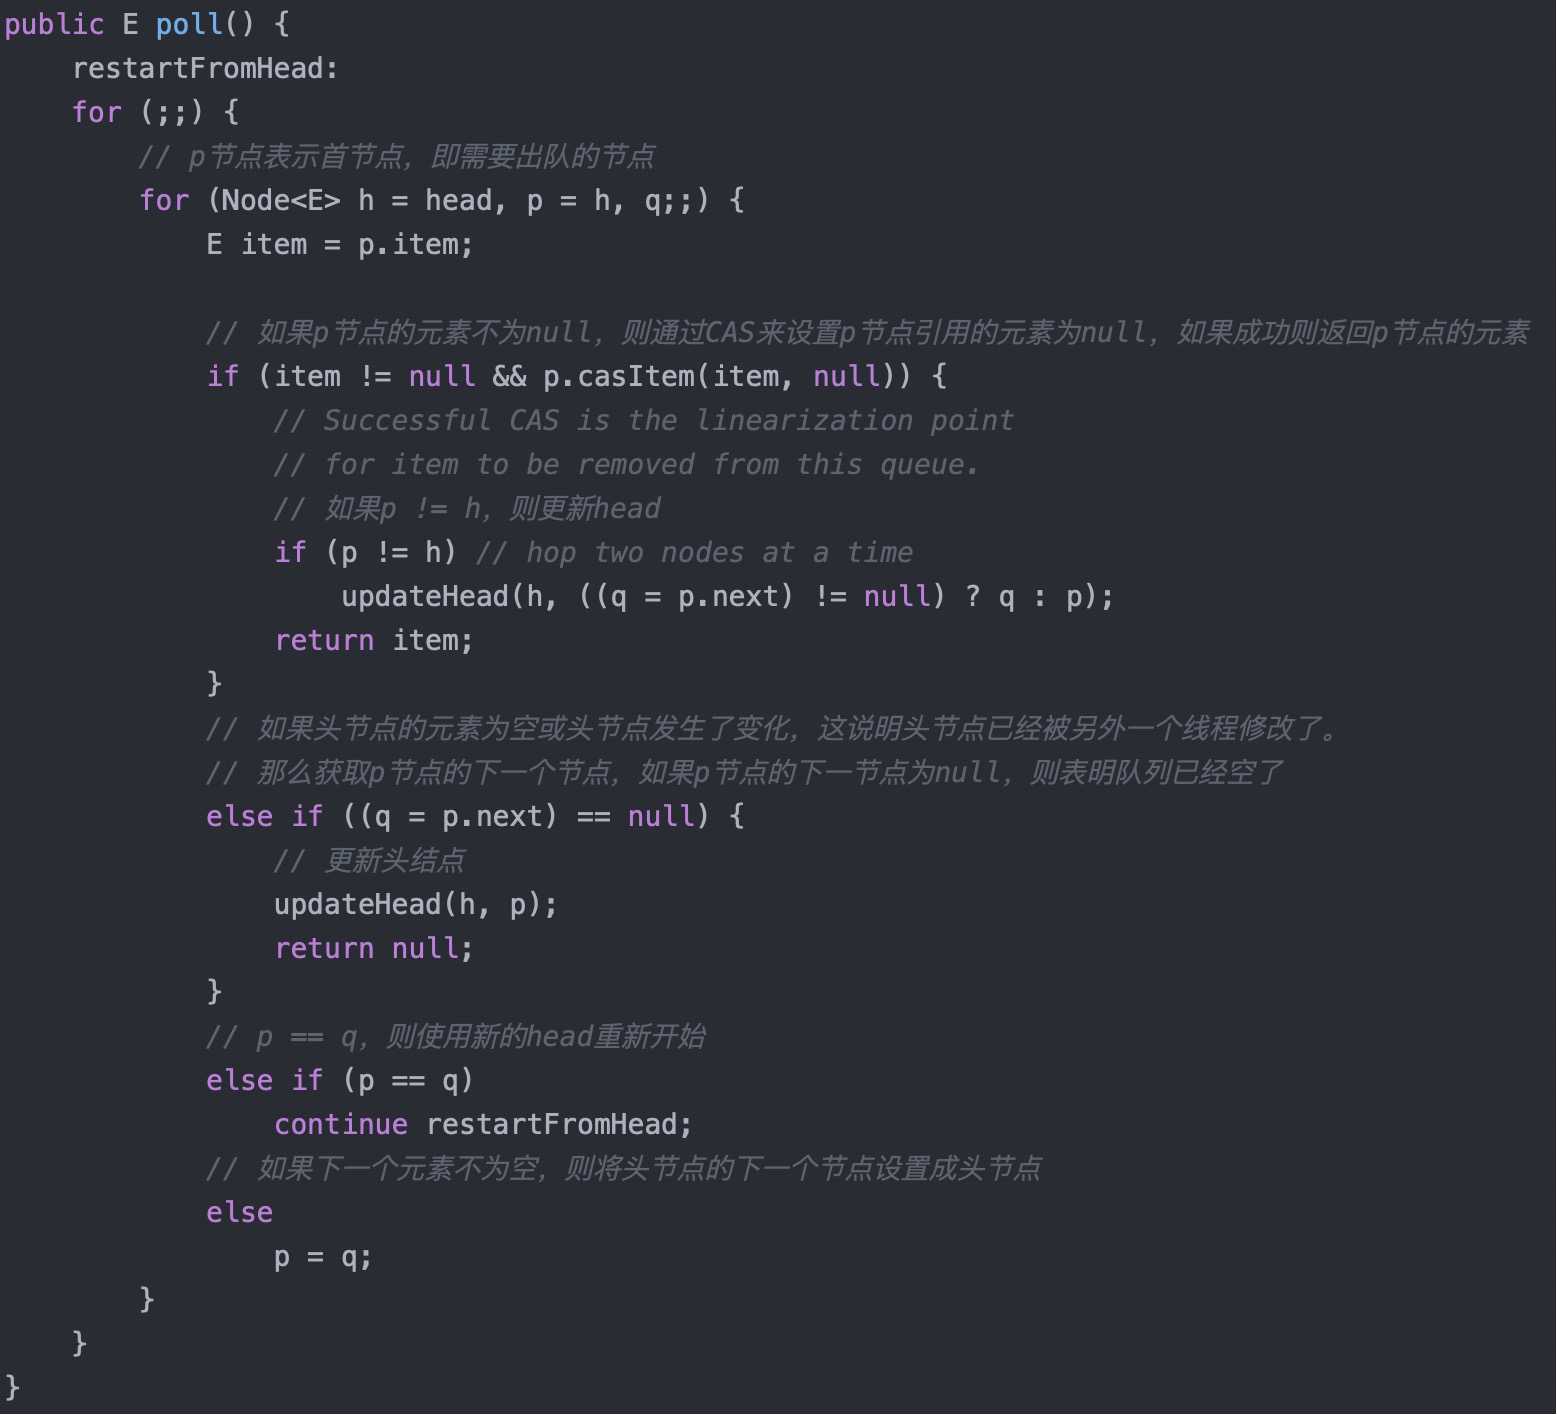 public E poll() {
    restartFromHead:
    for (;;) {
        // p节点表示首节点，即需要出队的节点
        for (Node<E> h = head, p = h, q;;) {
            E item = p.item;

            // 如果p节点的元素不为null，则通过CAS来设置p节点引用的元素为null，如果成功则返回p节点的元素
            if (item != null && p.casItem(item, null)) {
                // Successful CAS is the linearization point
                // for item to be removed from this queue.
                // 如果p != h，则更新head
                if (p != h) // hop two nodes at a time
                    updateHead(h, ((q = p.next) != null) ? q : p);
                return item;
            }
            // 如果头节点的元素为空或头节点发生了变化，这说明头节点已经被另外一个线程修改了。
            // 那么获取p节点的下一个节点，如果p节点的下一节点为null，则表明队列已经空了
            else if ((q = p.next) == null) {
                // 更新头结点
                updateHead(h, p);
                return null;
            }
            // p == q，则使用新的head重新开始
            else if (p == q)
                continue restartFromHead;
            // 如果下一个元素不为空，则将头节点的下一个节点设置成头节点
            else
                p = q;
        }
    }
}